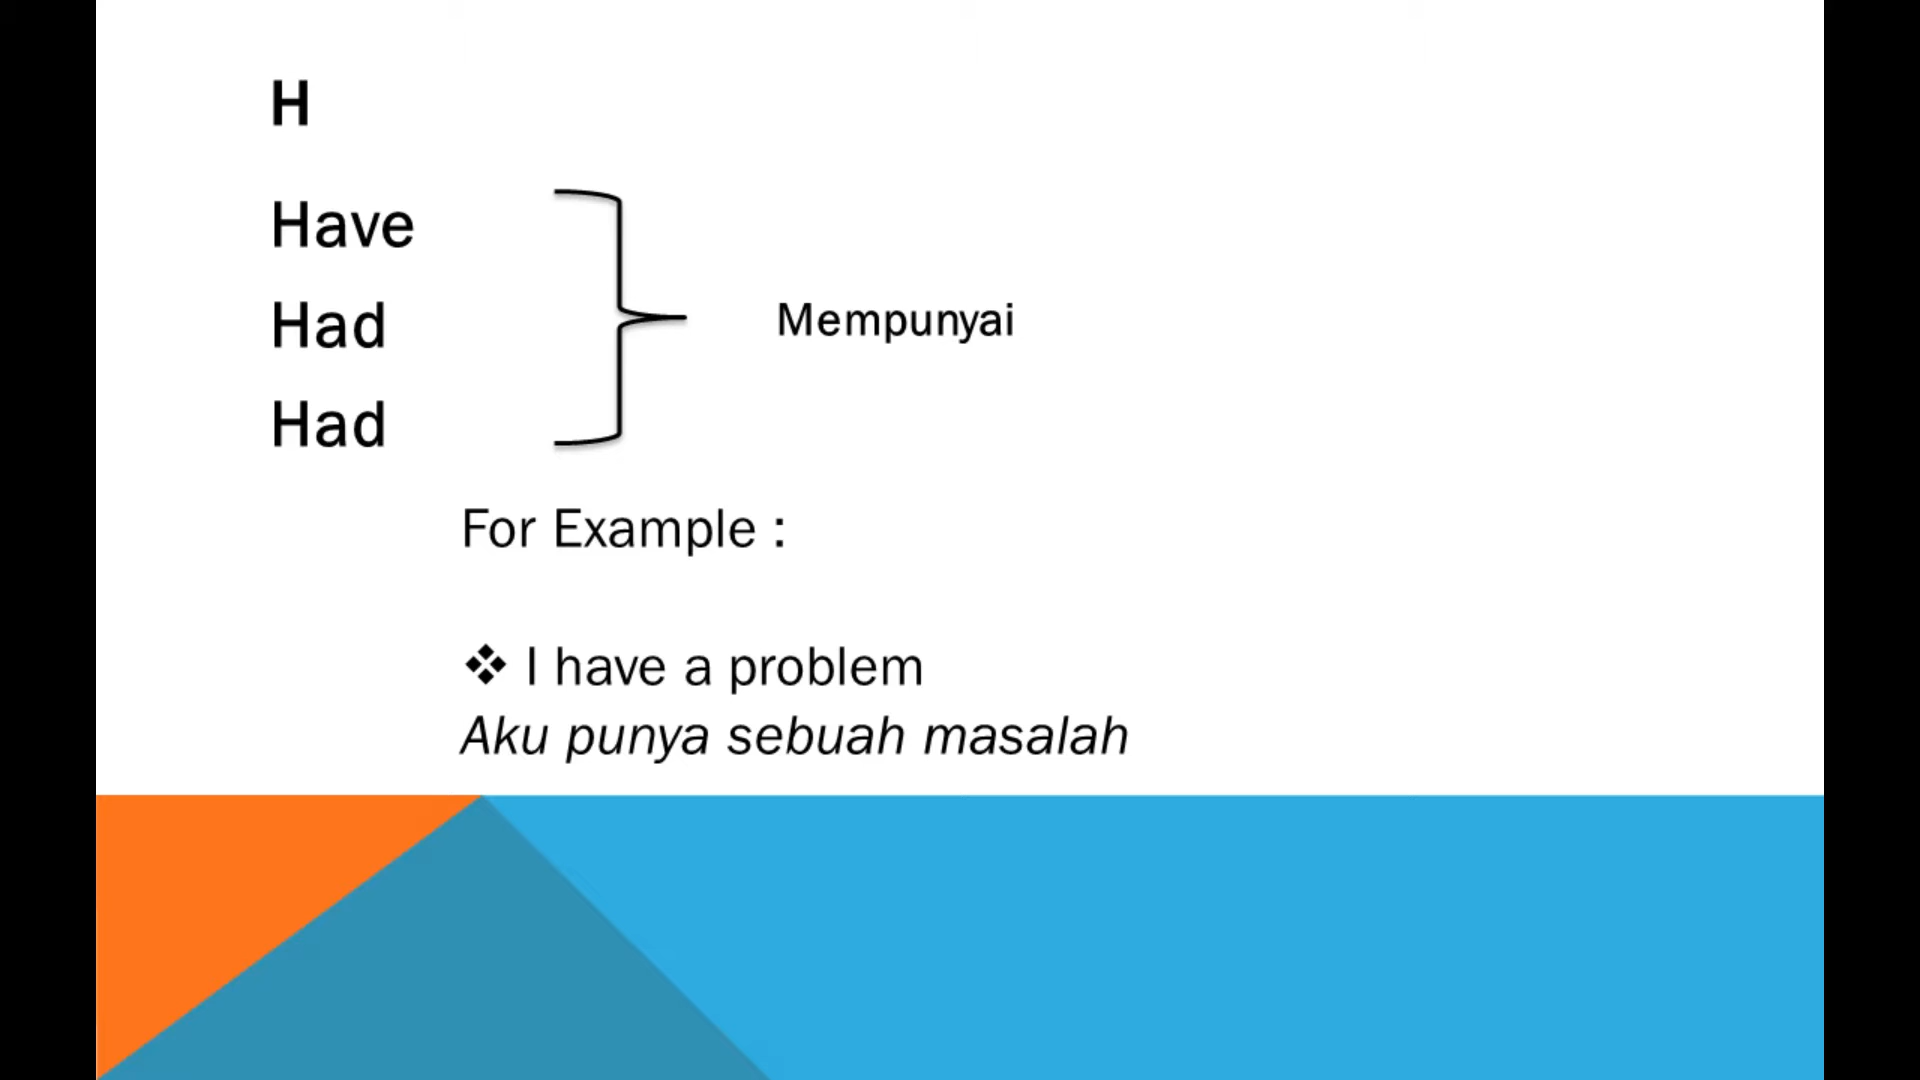 H
Have
Had
Mempunyai
Had
For Example :
❖ I have a problem
Aku punya sebuah masalah